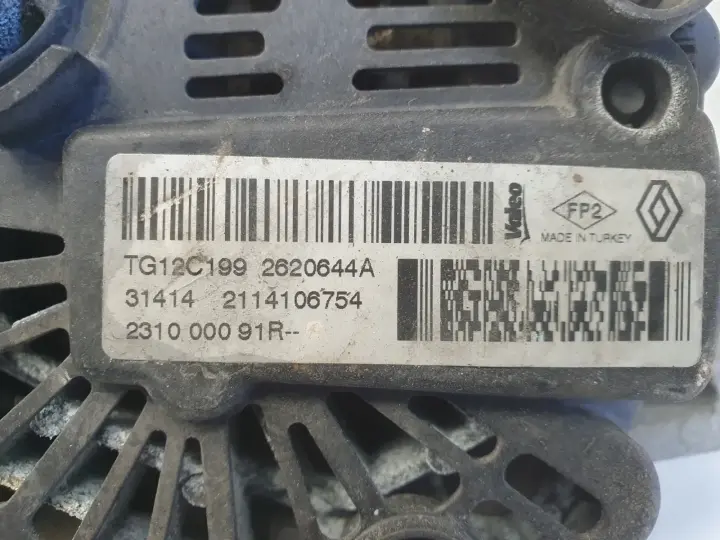 Valeo
FP2
MADE IN TURKEY
TG12C199 2620644A
31414 2114106754
2310 000 91R--